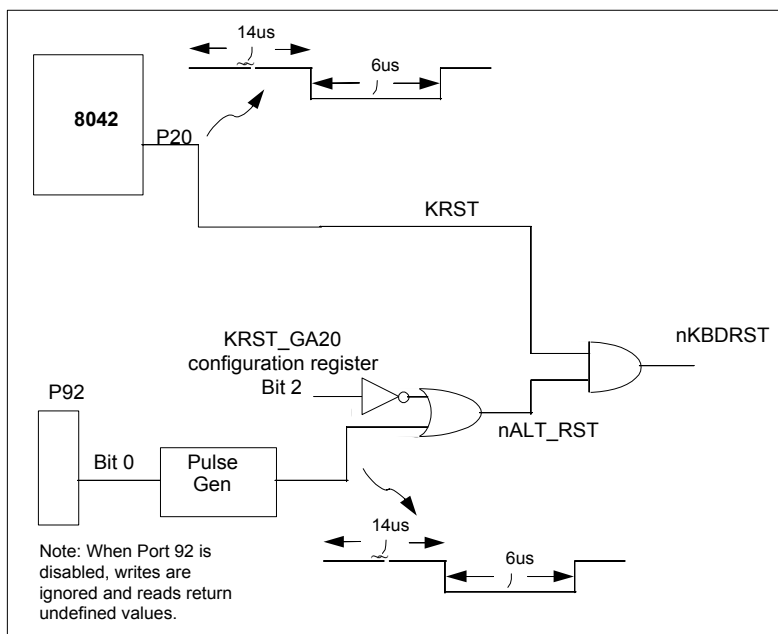 14us
6us
8042
P20
KRST
KRST_GA20
configuration register
Bit 2
nKBDRST
P92
nALT_RST
Bit 0
Pulse
Gen
14us
6us
Note: When Port 92 is
disabled, writes are
ignored and reads return
undefined values.